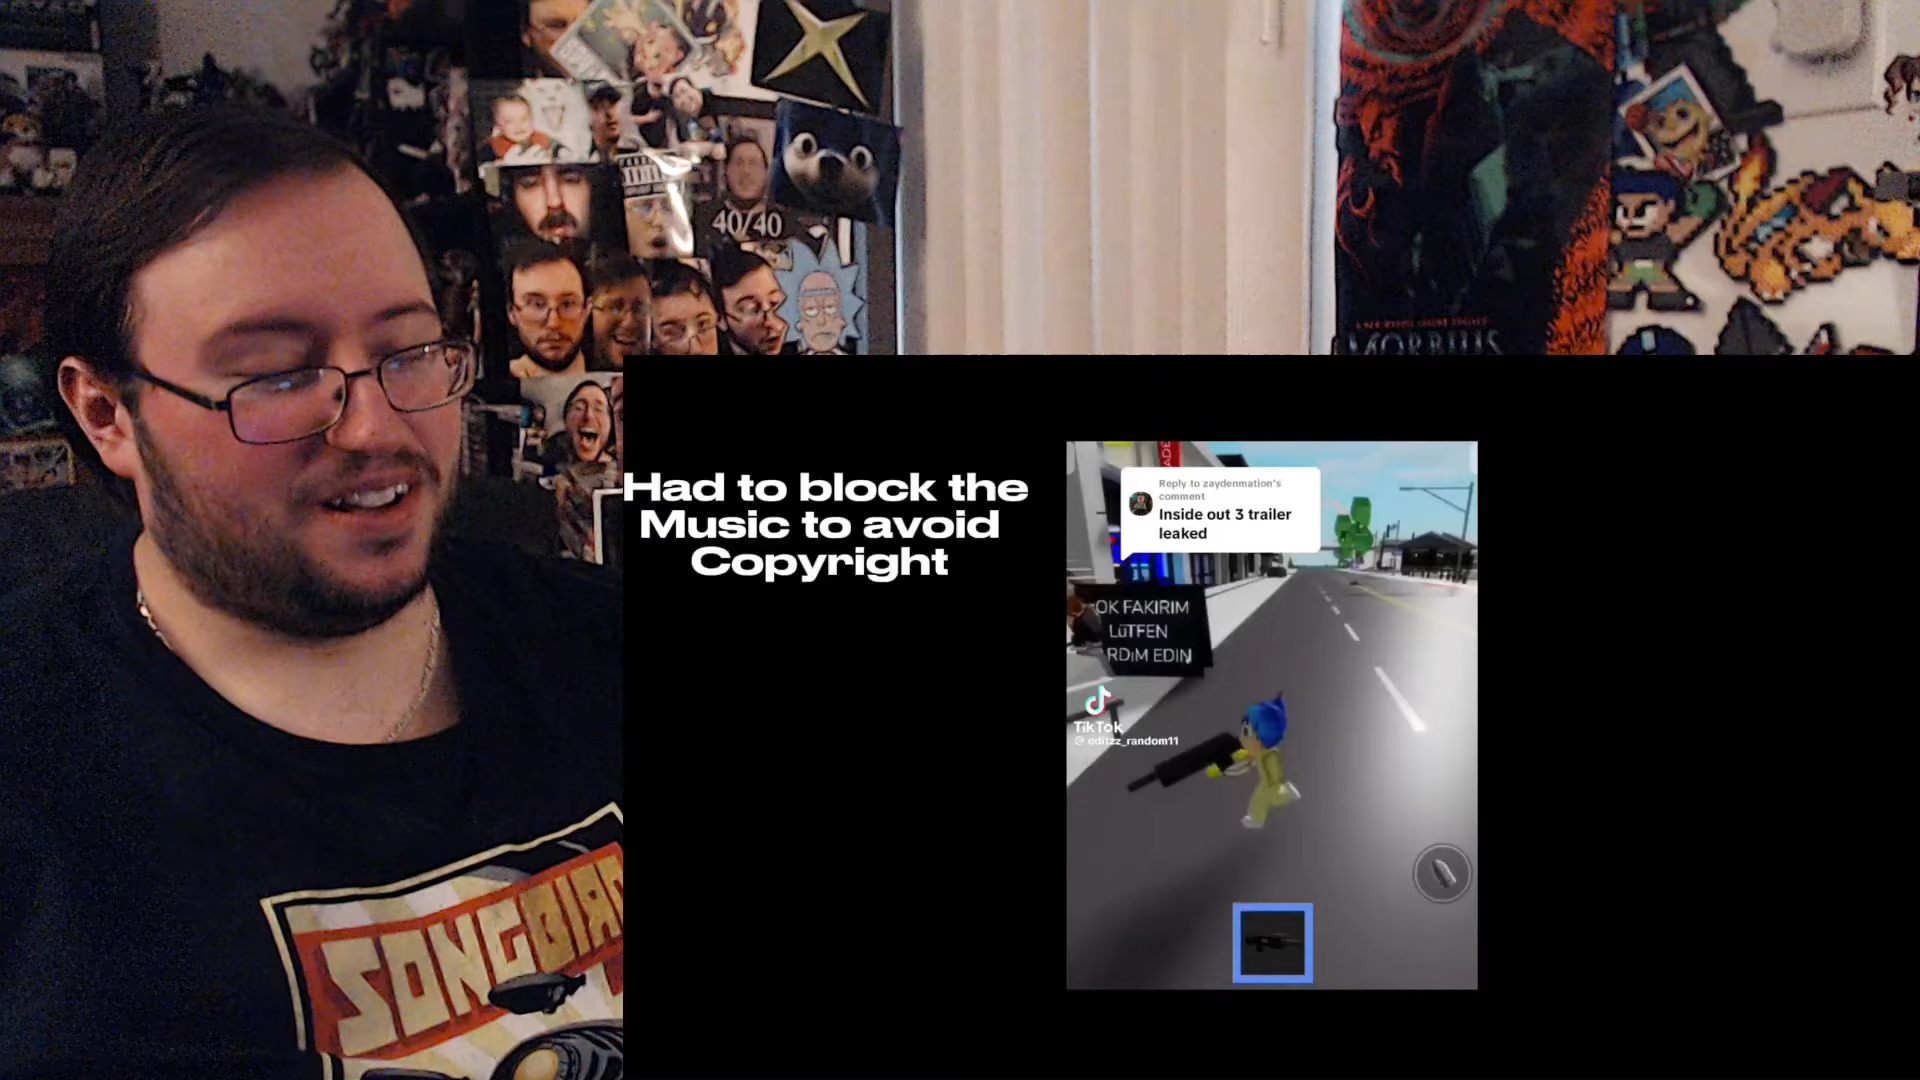 40/40
MORBIUS
Had to block the
Music to avoid
Copyright
Reply to zaydenmation's
comment
Inside out 3 trailer
leaked
OK FAKIRIM
LüTFEN
RDiM EDIN
TikTok
@ editzz_random11
SONGBIR